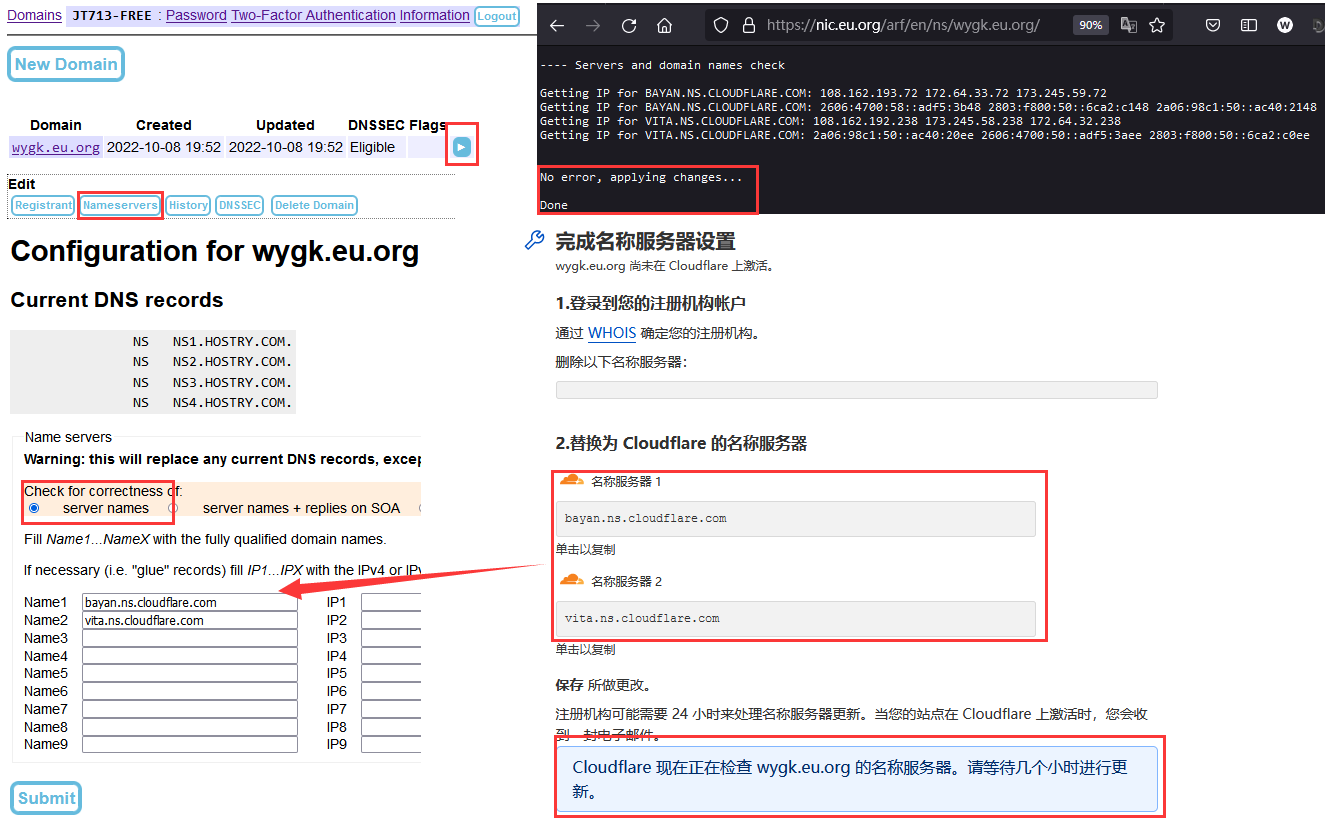 Domains JT713-FREE : Password Two-Factor Authentication Information Logout
New Domain
Domain Created Updated DNSSEC Flags
wygk.eu.org 2022-10-08 19:52 2022-10-08 19:52 Eligible
Edit
Registrant Nameservers History DNSSEC Delete Domain
Configuration for wygk.eu.org
Current DNS records
NS NS1.HOSTRY.COM.
NS NS2.HOSTRY.COM.
NS NS3.HOSTRY.COM.
NS NS4.HOSTRY.COM.
Name servers
Warning: this will replace any current DNS records, excep
Check for correctness of:
server names server names + replies on SOA
Fill Name1...NameX with the fully qualified domain names.
If necessary (i.e. "glue" records) fill IP1...IPX with the IPv4 or IPv
Name1 bayan.ns.cloudflare.com IP1
Name2 vita.ns.cloudflare.com IP2
Name3 IP3
Name4 IP4
Name5 IP5
Name6 IP6
Name7 IP7
Name8 IP8
Name9 IP9
Submit
https://nic.eu.org/arf/en/ns/wygk.eu.org/ 90%
---- Servers and domain names check
Getting IP for BAYAN.NS.CLOUDFLARE.COM: 108.162.193.72 172.64.33.72 173.245.59.72
Getting IP for BAYAN.NS.CLOUDFLARE.COM: 2606:4700:58::adf5:3b48 2803:f800:50::6ca2:c148 2a06:98c1:50::ac40:2148
Getting IP for VITA.NS.CLOUDFLARE.COM: 108.162.192.238 173.245.58.238 172.64.32.238
Getting IP for VITA.NS.CLOUDFLARE.COM: 2a06:98c1:50::ac40:20ee 2606:4700:50::adf5:3aee 2803:f800:50::6ca2:c0ee
No error, applying changes...
Done
完成名称服务器设置
wygk.eu.org 尚未在 Cloudflare 上激活。
1.登录到您的注册机构帐户
通过 WHOIS 确定您的注册机构。
删除以下名称服务器：
2.替换为 Cloudflare 的名称服务器
名称服务器 1
bayan.ns.cloudflare.com
单击以复制
名称服务器 2
vita.ns.cloudflare.com
单击以复制
保存 所做更改。
注册机构可能需要 24 小时来处理名称服务器更新。当您的站点在 Cloudflare 上激活时，您会收
到一封电子邮件。
Cloudflare 现在正在检查 wygk.eu.org 的名称服务器。请等待几个小时进行更
新。